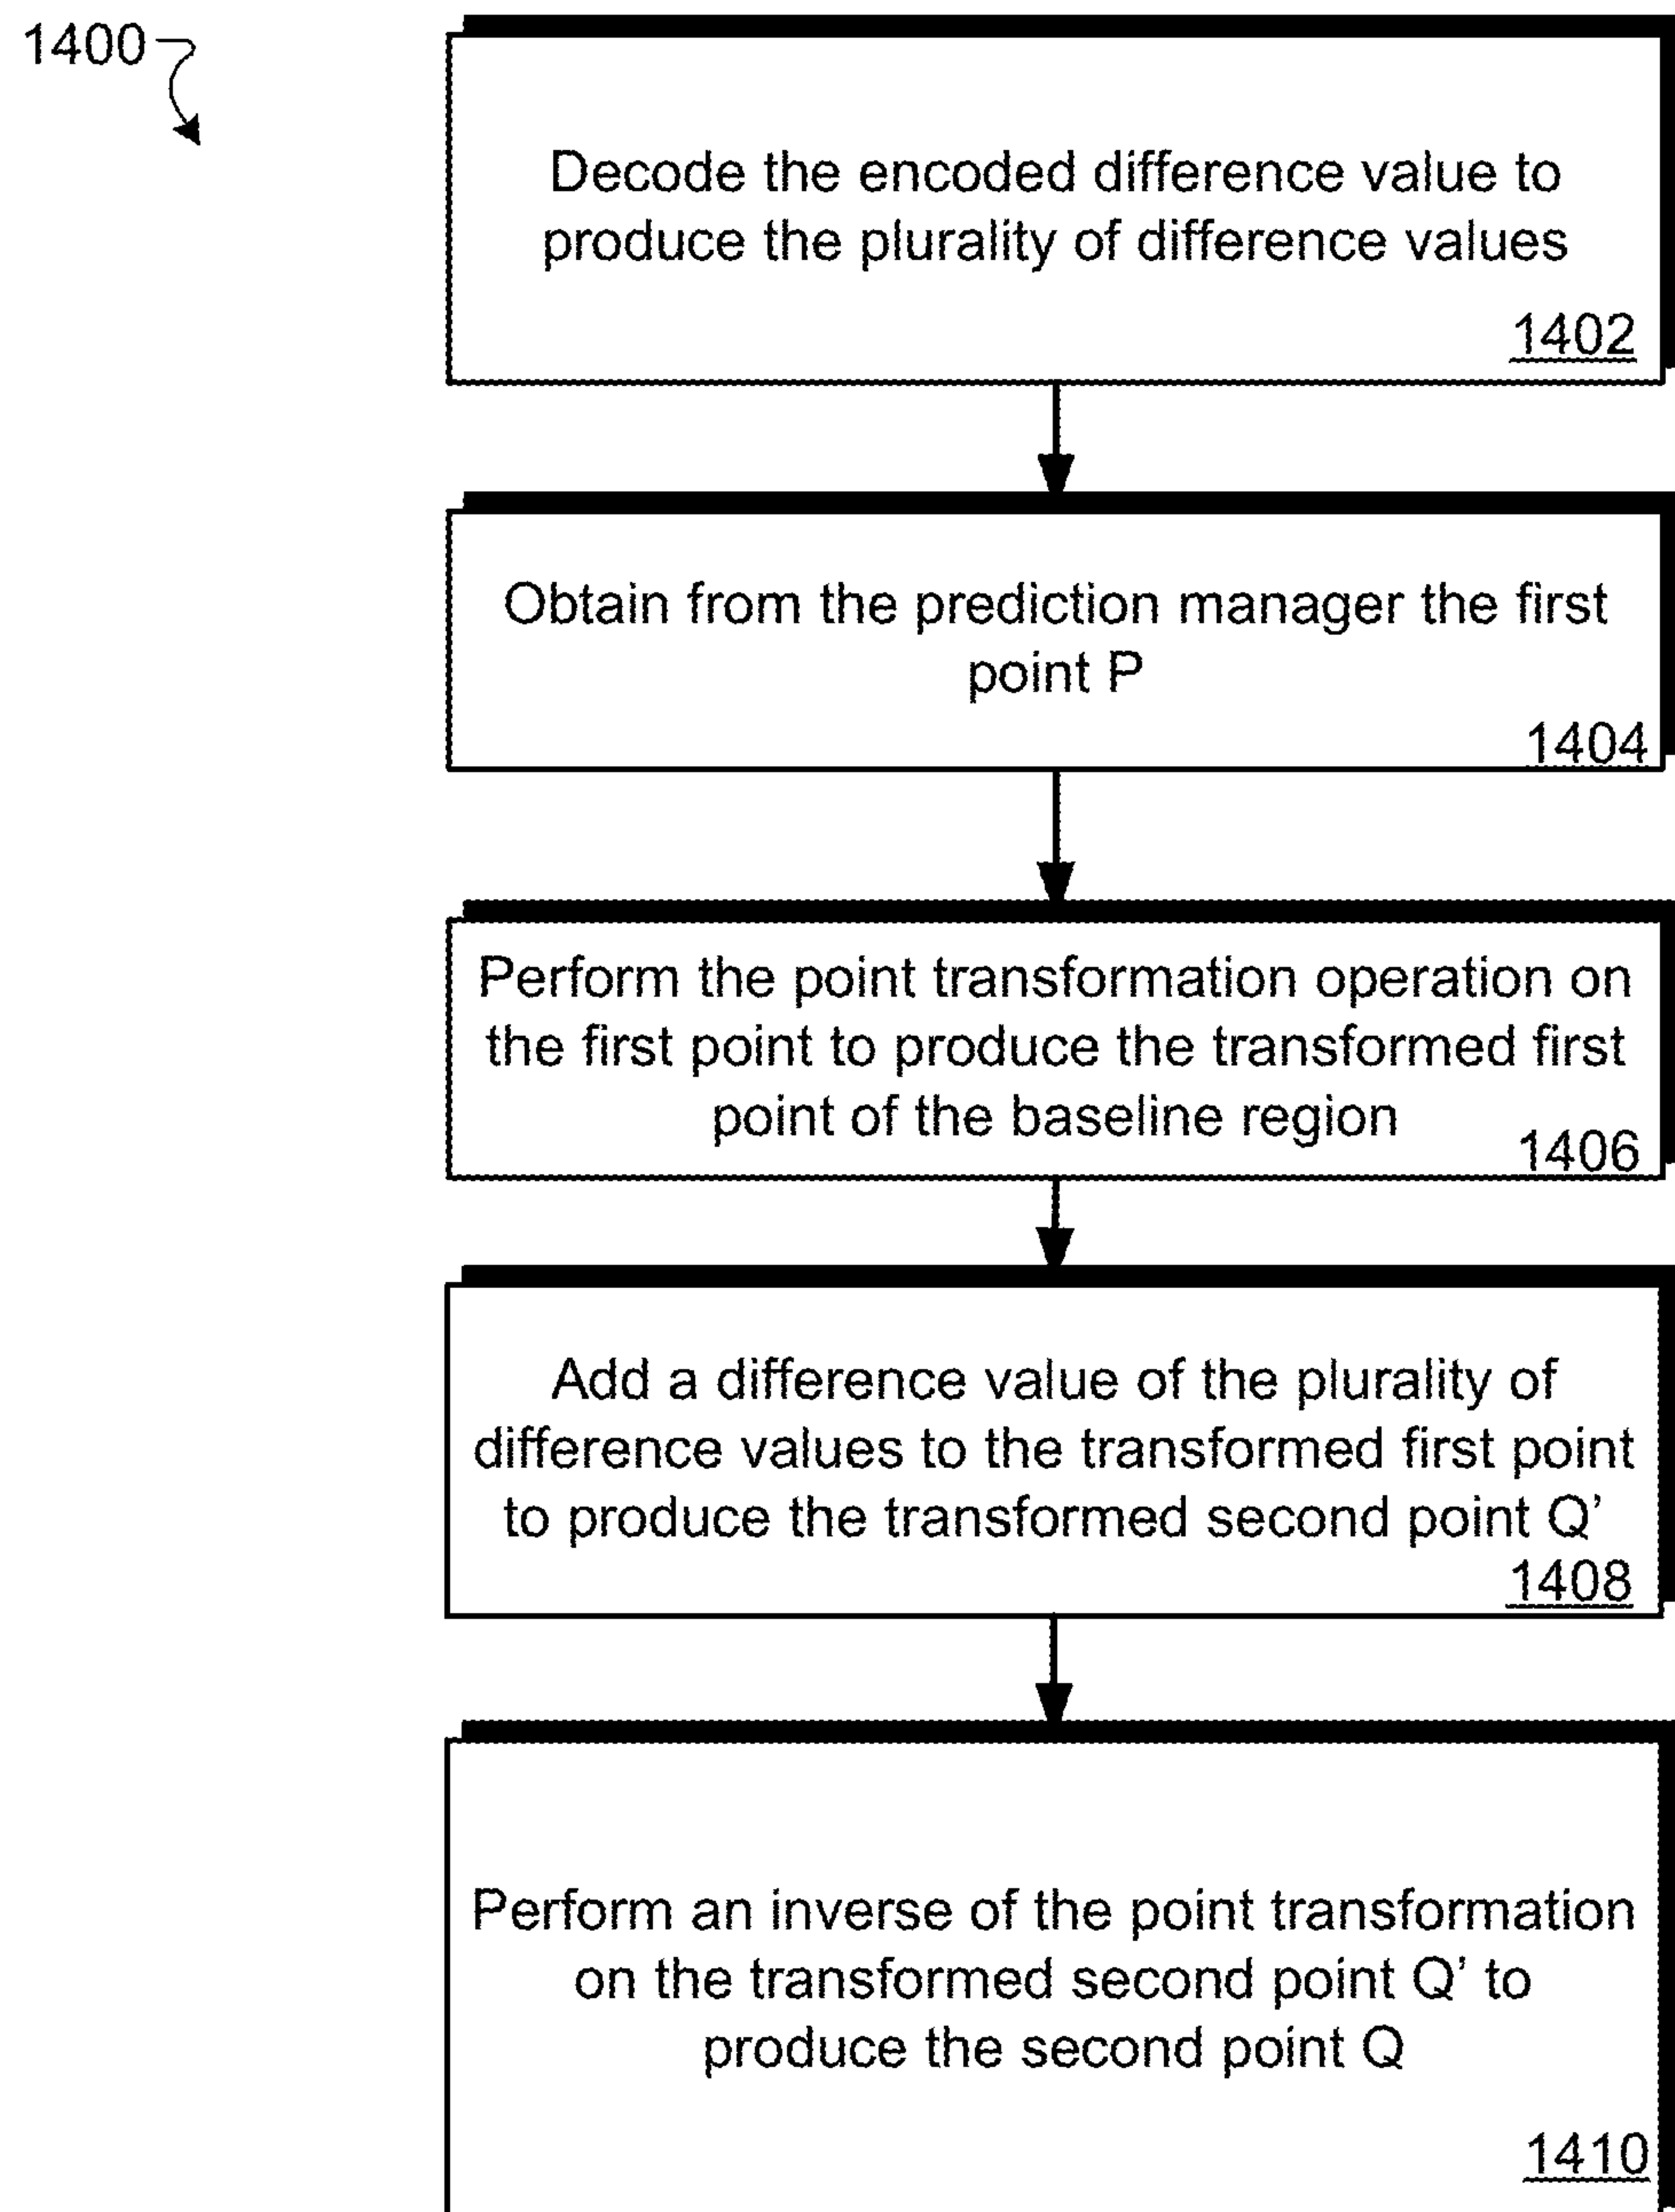 1400
Decode the encoded difference value to
produce the plurality of difference values
1402
Obtain from the prediction manager the first
point P
1404
Perform the point transformation operation on
the first point to produce the transformed first
point of the baseline region
1406
Add a difference value of the plurality of
difference values to the transformed first point
to produce the transformed second point Q’
1408
Perform an inverse of the point transformation
on the transformed second point Q’ to
produce the second point Q
1410